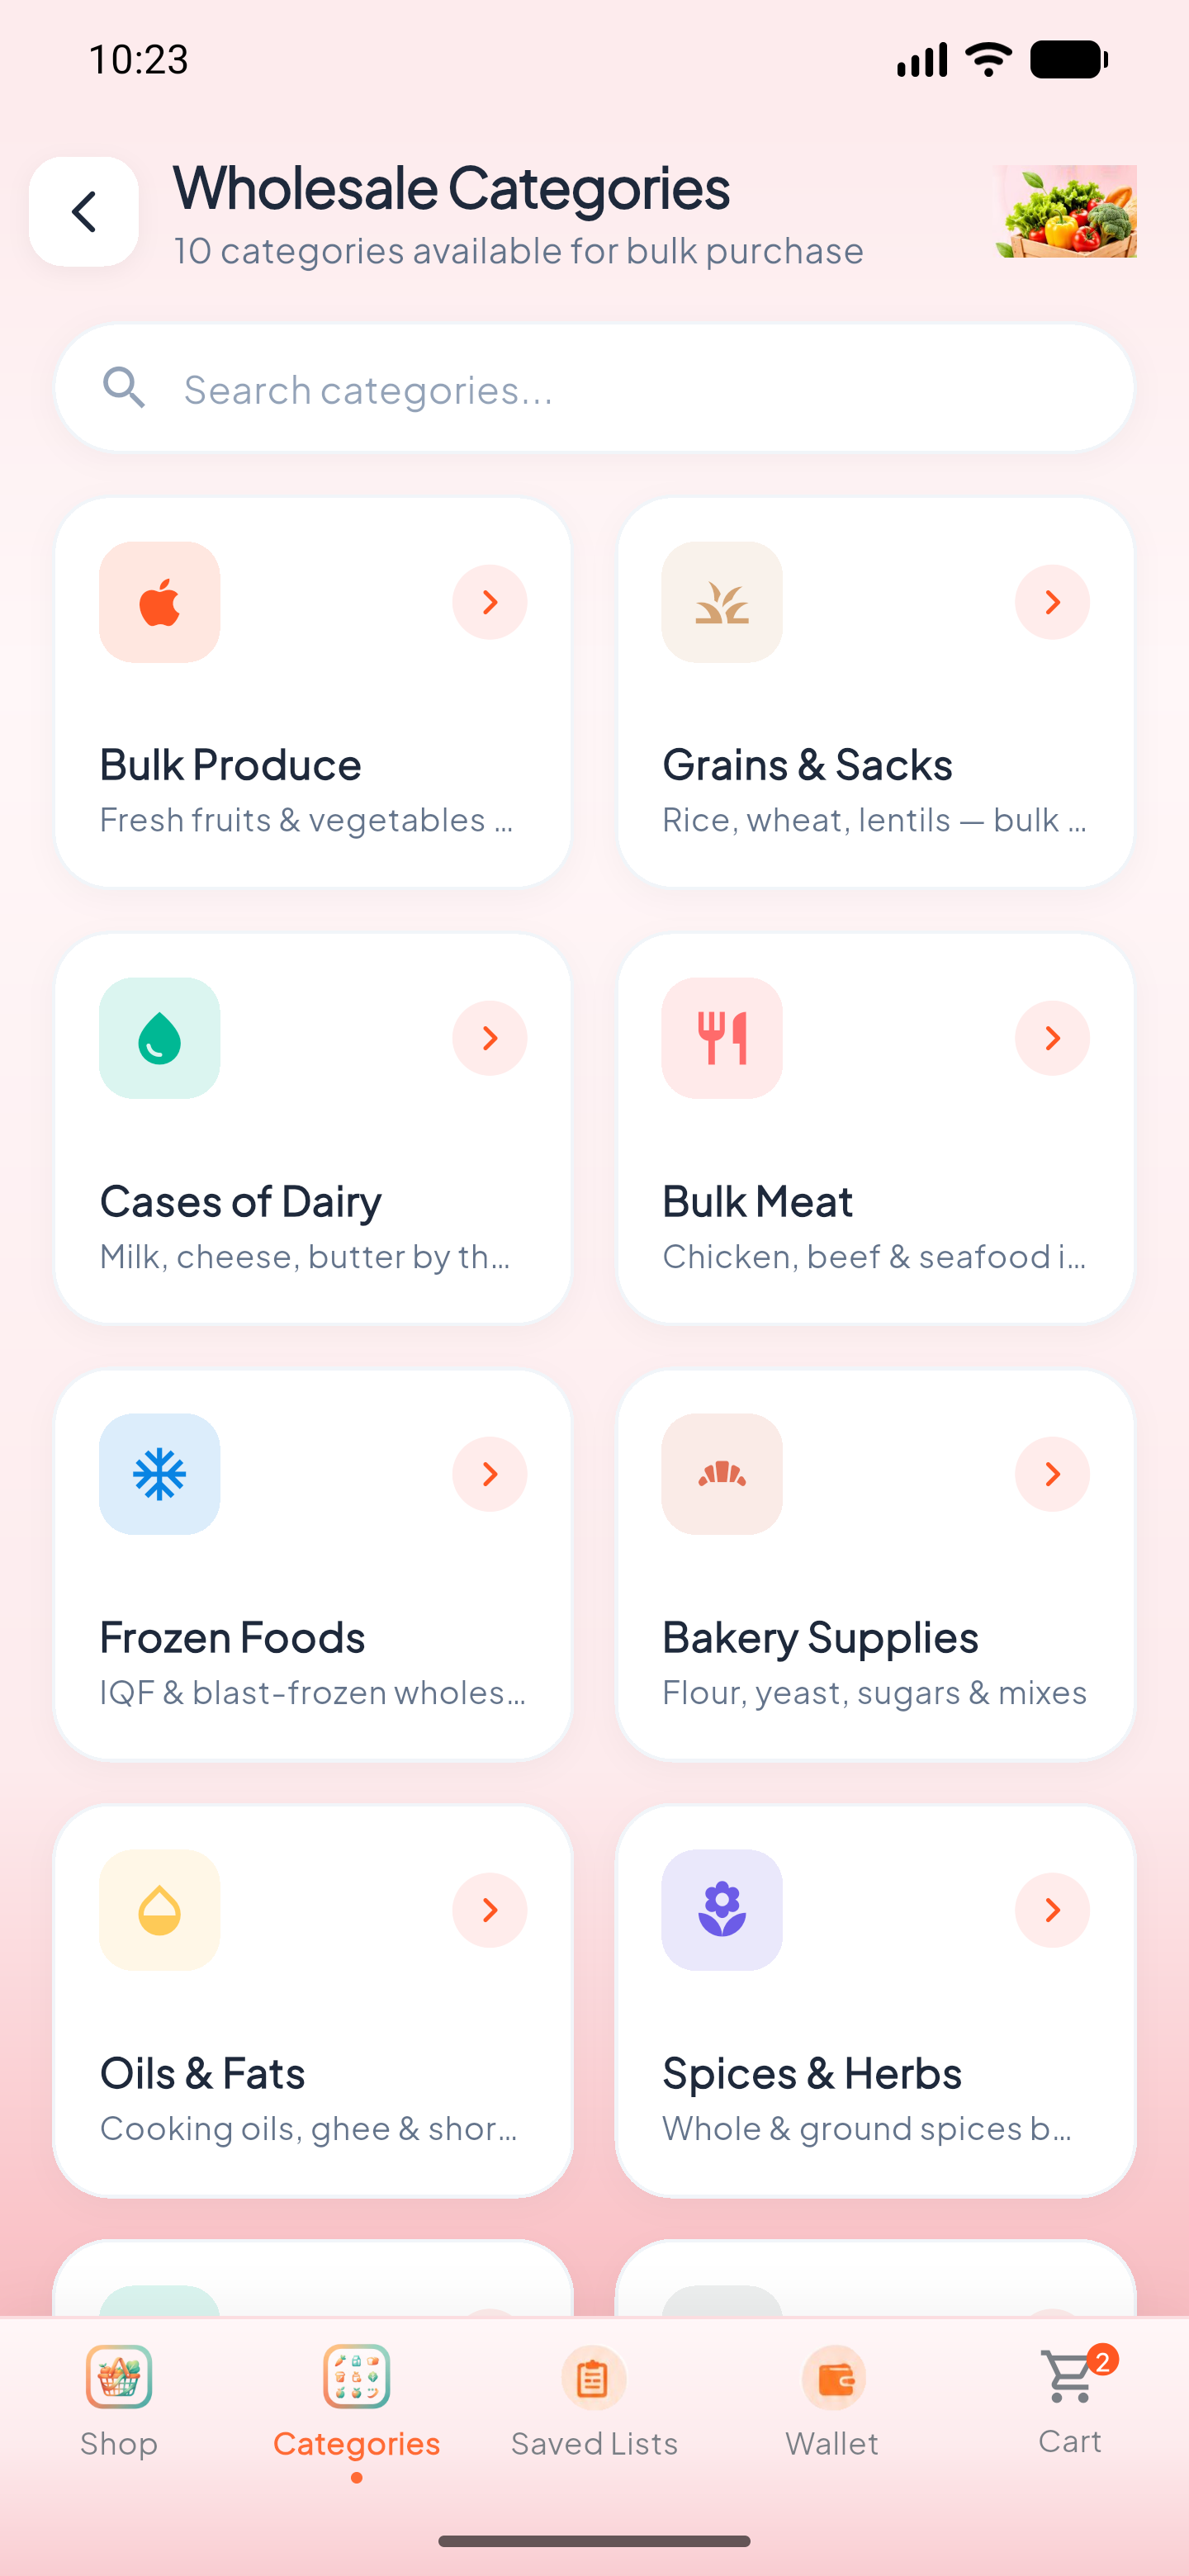 10:23
Wholesale Categories
10 categories available for bulk purchase
Search categories...
Bulk Produce
Fresh fruits & vegetables ...
Grains & Sacks
Rice, wheat, lentils — bulk ...
Cases of Dairy
Milk, cheese, butter by th...
Bulk Meat
Chicken, beef & seafood i...
Frozen Foods
IQF & blast-frozen wholes...
Bakery Supplies
Flour, yeast, sugars & mixes
Oils & Fats
Cooking oils, ghee & shor...
Spices & Herbs
Whole & ground spices b...
2
Shop
Categories
Saved Lists
Wallet
Cart